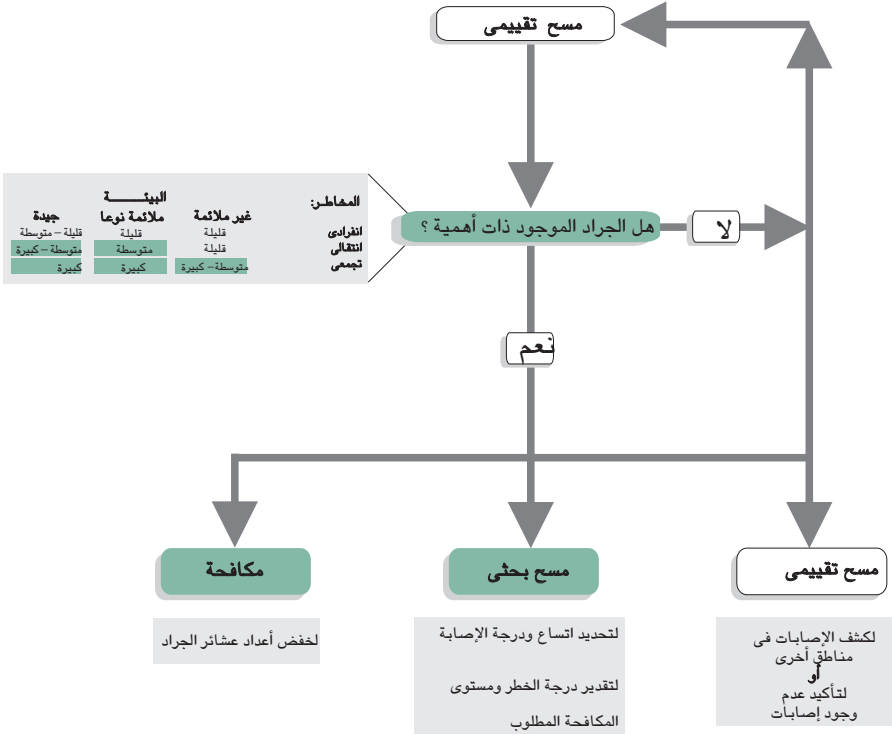 مسح تقييمى
هل الجراد الموجود ذات أهمية ؟
لا
نعم
المخاطر:
البيئـــــة
غير ملائمة ملائمة نوعا جيدة
انفرادى قليلة قليلة قليلة – متوسطة
انتقالى قليلة متوسطة متوسطة – كبيرة
تجمعى متوسطة – كبيرة كبيرة كبيرة
مسح تقييمى
لكشف الإصابات فى
مناطق أخرى
أو
لتأكيد عدم
وجود إصابات
مسح بحثى
لتحديد اتساع ودرجة الإصابة
لتقدير درجة الخطر ومستوى
المكافحة المطلوب
مكافحة
لخفض أعداد عشائر الجراد